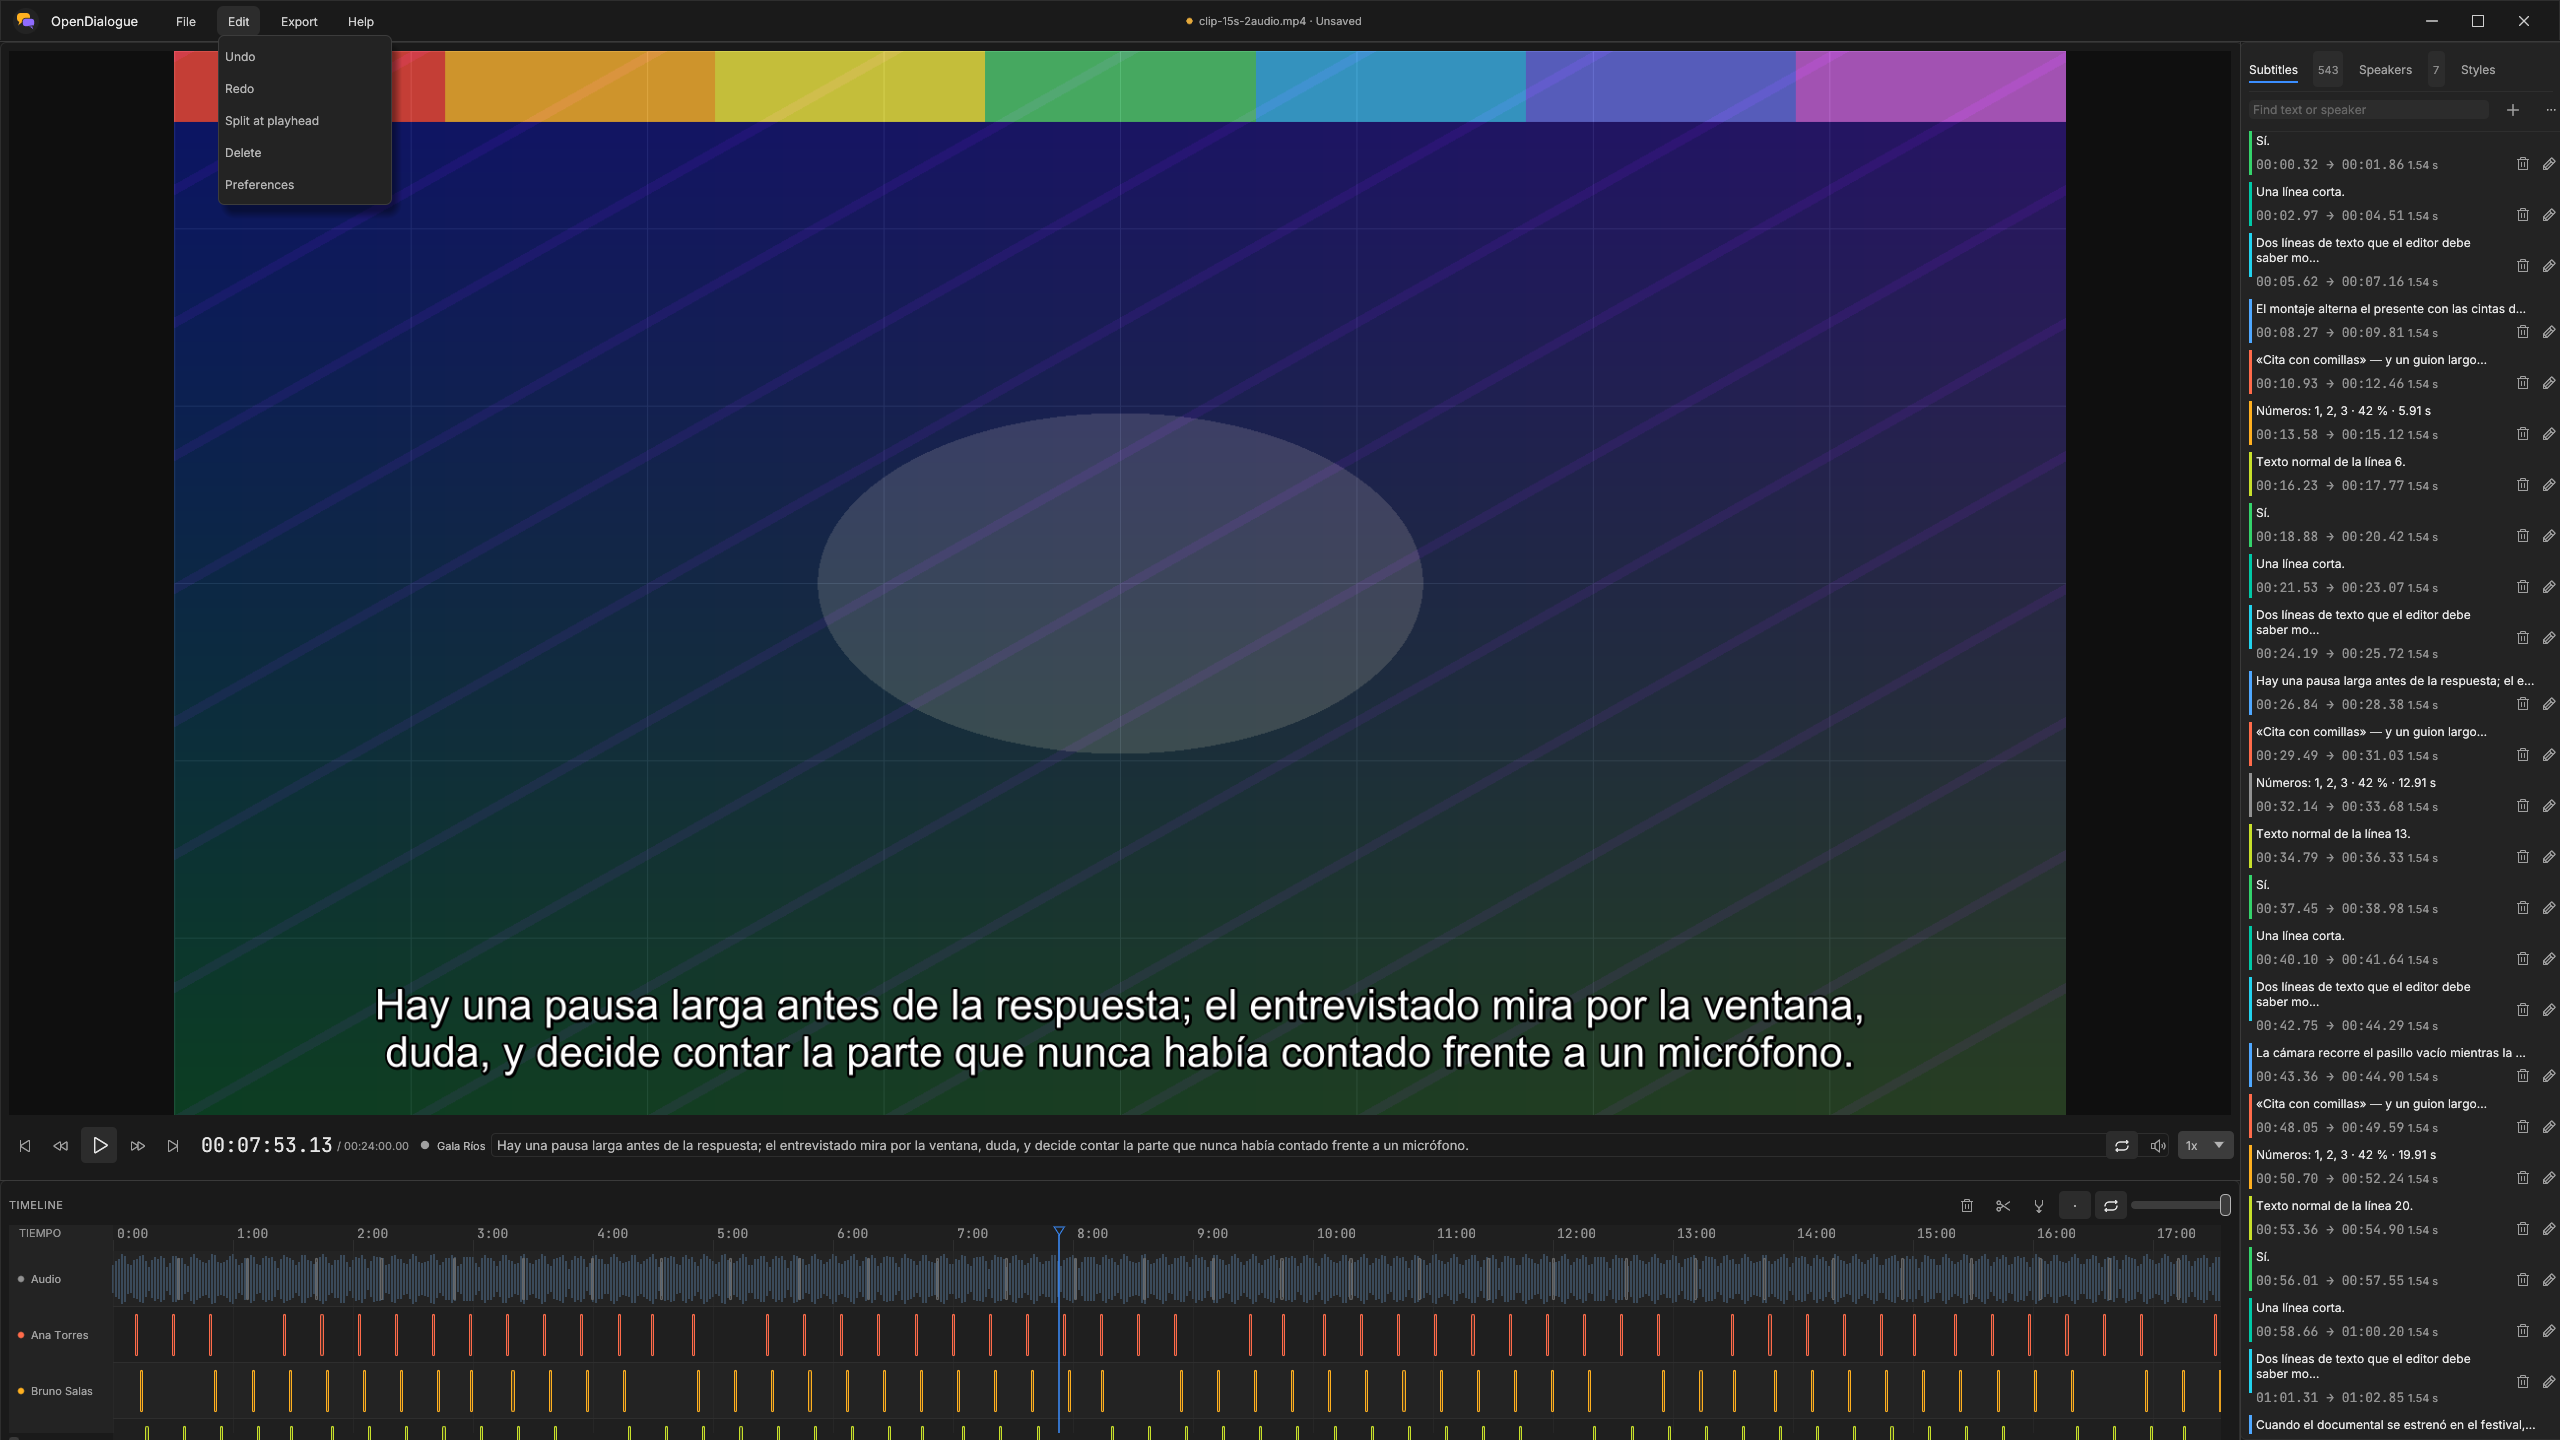 OpenDialogue
File
Edit
Export
Help
clip-15s-2audio.mp4 · Unsaved
Undo
Redo
Split at playhead
Delete
Preferences
Hay una pausa larga antes de la respuesta; el entrevistado mira por la ventana,
duda, y decide contar la parte que nunca había contado frente a un micrófono.
00:07:53.13 / 00:24:00.00
Gala Ríos
Hay una pausa larga antes de la respuesta; el entrevistado mira por la ventana, duda, y decide contar la parte que nunca había contado frente a un micrófono.
1x
TIMELINE
TIEMPO
0:00 1:00 2:00 3:00 4:00 5:00 6:00 7:00 8:00 9:00 10:00 11:00 12:00 13:00 14:00 15:00 16:00 17:00
Audio
Ana Torres
Bruno Salas
Subtitles 543 Speakers 7 Styles
Find text or speaker
Sí.
00:00.32 → 00:01.86 1.54 s
Una línea corta.
00:02.97 → 00:04.51 1.54 s
Dos líneas de texto que el editor debe
saber mo...
00:05.62 → 00:07.16 1.54 s
El montaje alterna el presente con las cintas d...
00:08.27 → 00:09.81 1.54 s
«Cita con comillas» — y un guion largo...
00:10.93 → 00:12.46 1.54 s
Números: 1, 2, 3 · 42 % · 5.91 s
00:13.58 → 00:15.12 1.54 s
Texto normal de la línea 6.
00:16.23 → 00:17.77 1.54 s
Sí.
00:18.88 → 00:20.42 1.54 s
Una línea corta.
00:21.53 → 00:23.07 1.54 s
Dos líneas de texto que el editor debe
saber mo...
00:24.19 → 00:25.72 1.54 s
Hay una pausa larga antes de la respuesta; el e...
00:26.84 → 00:28.38 1.54 s
«Cita con comillas» — y un guion largo...
00:29.49 → 00:31.03 1.54 s
Números: 1, 2, 3 · 42 % · 12.91 s
00:32.14 → 00:33.68 1.54 s
Texto normal de la línea 13.
00:34.79 → 00:36.33 1.54 s
Sí.
00:37.45 → 00:38.98 1.54 s
Una línea corta.
00:40.10 → 00:41.64 1.54 s
Dos líneas de texto que el editor debe
saber mo...
00:42.75 → 00:44.29 1.54 s
La cámara recorre el pasillo vacío mientras la ...
00:43.36 → 00:44.90 1.54 s
«Cita con comillas» — y un guion largo...
00:48.05 → 00:49.59 1.54 s
Números: 1, 2, 3 · 42 % · 19.91 s
00:50.70 → 00:52.24 1.54 s
Texto normal de la línea 20.
00:53.36 → 00:54.90 1.54 s
Sí.
00:56.01 → 00:57.55 1.54 s
Una línea corta.
00:58.66 → 01:00.20 1.54 s
Dos líneas de texto que el editor debe
saber mo...
01:01.31 → 01:02.85 1.54 s
Cuando el documental se estrenó en el festival,...